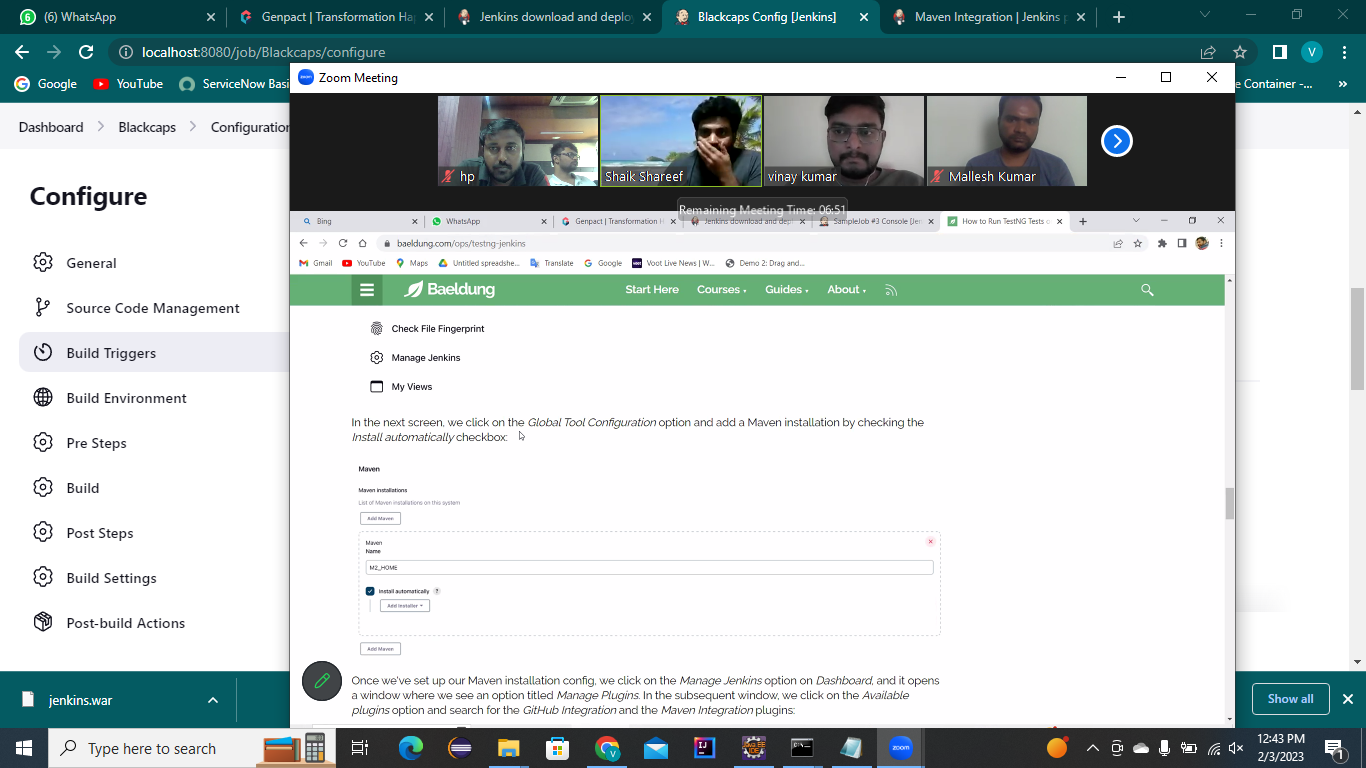 (6) WhatsApp
Genpact | Transformation Ha
Jenkins download and deplo
Blackcaps Config [Jenkins]
Maven Integration | Jenkins p
localhost:8080/job/Blackcaps/configure
Google
YouTube
ServiceNow Basi
e Container -...
Dashboard
Blackcaps
Configuration
Configure
General
Source Code Management
Build Triggers
Build Environment
Pre Steps
Build
Post Steps
Build Settings
Post-build Actions
Zoom Meeting
hp
Shaik Shareef
vinay kumar
Mallesh Kumar
Remaining Meeting Time: 06:51
Bing
WhatsApp
Genpact | Transformation H
Jenkins download and depl
SampleJob #3 Console [Jen
How to Run TestNG Tests
baeldung.com/ops/testng-jenkins
Gmail
YouTube
Maps
Untitled spreadshe...
Translate
Google
Voot Live News | W...
Demo 2: Drag and...
Baeldung
Start Here
Courses
Guides
About
Check File Fingerprint
Manage Jenkins
My Views
In the next screen, we click on the Global Tool Configuration option and add a Maven installation by checking the
Install automatically checkbox:
Maven
Maven installations
List of Maven installations on this system
Add Maven
Maven
Name
M2_HOME
Install automatically ?
Add Installer
Add Maven
Once we've set up our Maven installation config, we click on the Manage Jenkins option on Dashboard, and it opens
a window where we see an option titled Manage Plugins. In the subsequent window, we click on the Available
plugins option and search for the GitHub Integration and the Maven Integration plugins:
jenkins.war
Show all
Type here to search
zoom
12:43 PM
2/3/2023
1